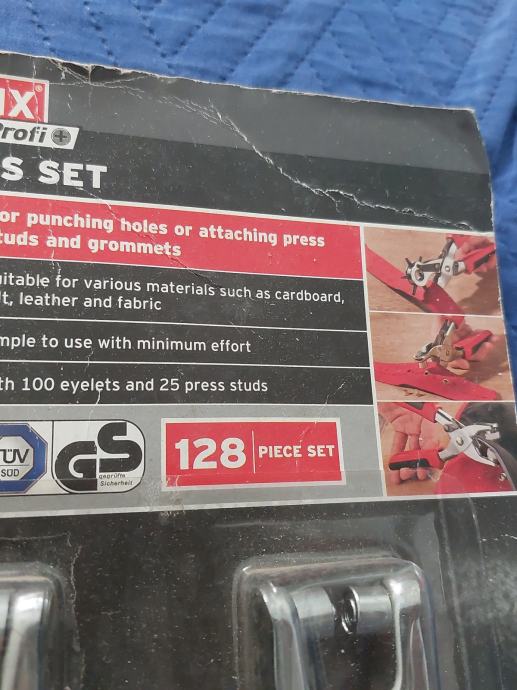 IX®
Profi
S SET
or punching holes or attaching press
tuds and grommets
uitable for various materials such as cardboard,
lt, leather and fabric
mple to use with minimum effort
th 100 eyelets and 25 press studs
TÜV
SÜD
GS
geprüfte
Sicherheit
128 PIECE SET